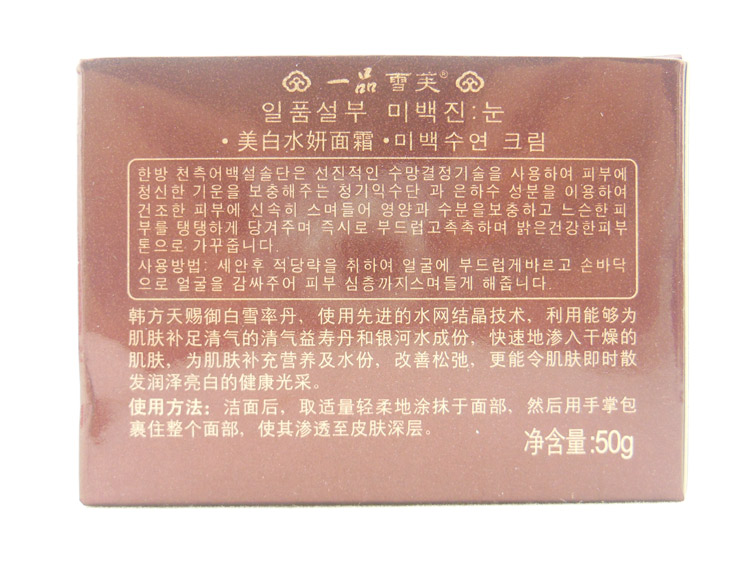 一品雪芙®
일품설부 미백진:눈
·美白水妍面霜·미백수연 크림
한방 천측어백설술단은 선진적인 수망결정기술을 사용하여 피부에
청신한 기운을 보충해주는 청기익수단 과 은하수 성분을 이용하여
건조한 피부에 신속히 스며들어 영양과 수분을보충하고 느슨한피
부를 탱탱하게 당겨주며 즉시로 부드럽고촉촉하며 밝은건강한피부
톤으로 가꾸줍니다.
사용방법: 세안후 적당략을 취하여 얼굴에 부드럽게바르고 손바닥
으로 얼굴을 감싸주어 피부 심층까지스며들게 해줍니다.
韩方天赐御白雪率丹，使用先进的水网结晶技术，利用能够为
肌肤补足清气的清气益寿丹和银河水成份，快速地渗入干燥的
肌肤，为肌肤补充营养及水份，改善松弛，更能令肌肤即时散
发润泽亮白的健康光采。
使用方法：洁面后，取适量轻柔地涂抹于面部，然后用手掌包
裹住整个面部，使其渗透至皮肤深层。
净含量:50g